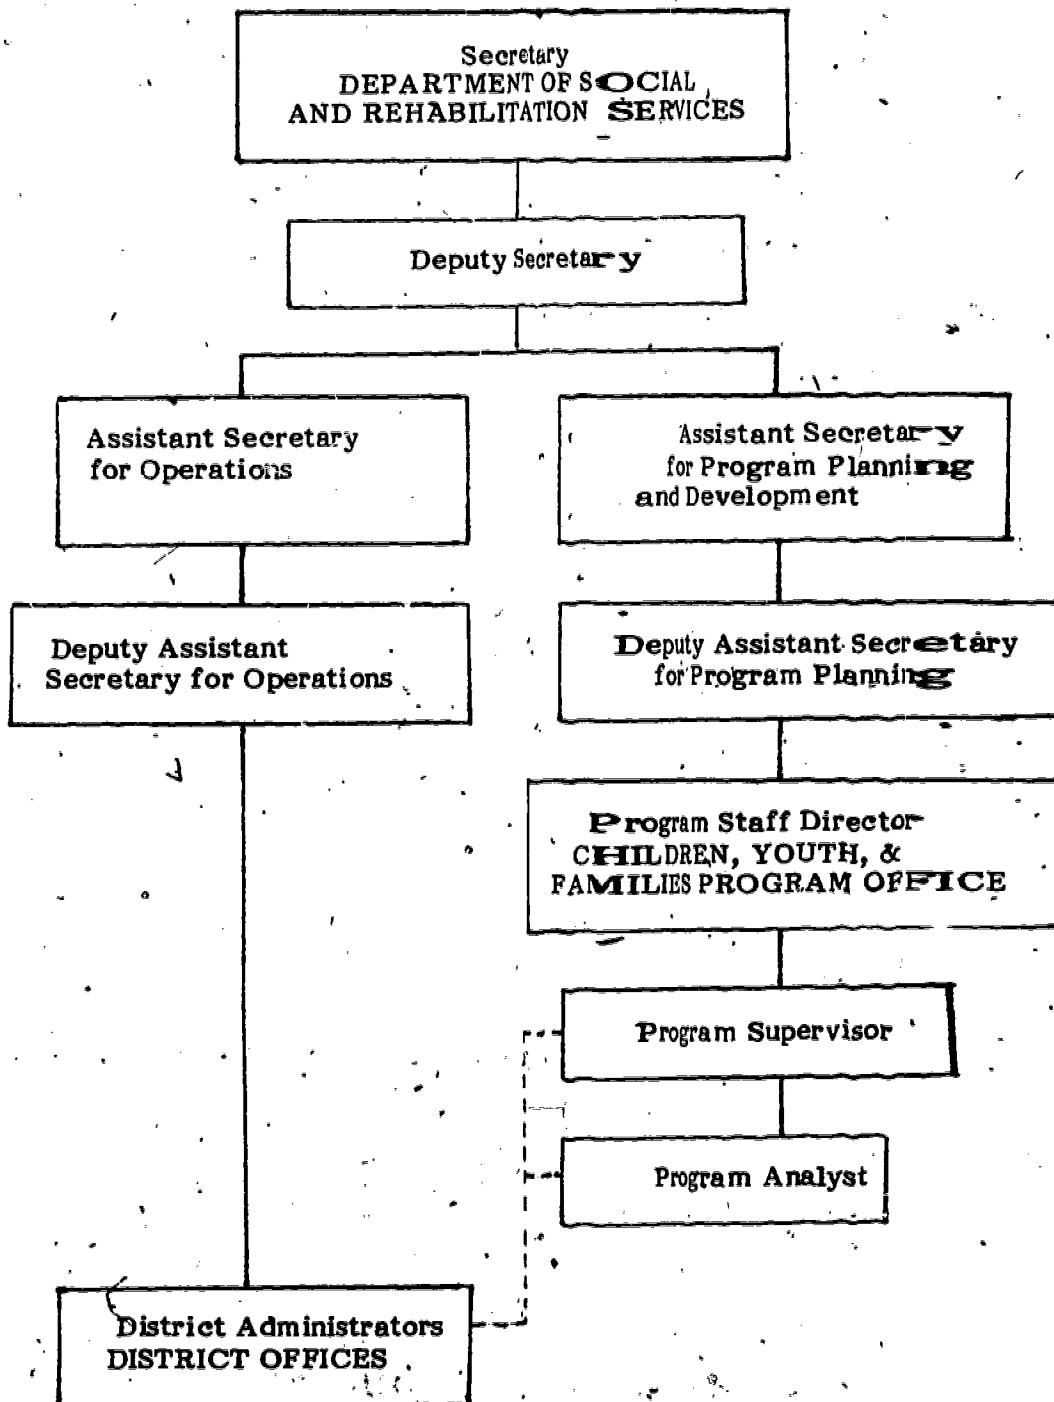 Secretary
DEPARTMENT OF SOCIAL
AND REHABILITATION SERVICES
Deputy Secretary
Assistant Secretary
for Operations
Assistant Secretary
for Program Planning
and Development
Deputy Assistant
Secretary for Operations
Deputy Assistant Secretary
for Program Planning
Program Staff Director
CHILDREN, YOUTH, &
FAMILIES PROGRAM OFFICE
Program Supervisor
Program Analyst
District Administrators
DISTRICT OFFICES